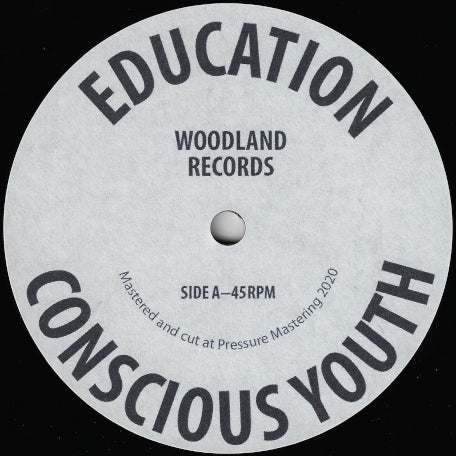 EDUCATION
WOODLAND
RECORDS
SIDE A–45RPM
Mastered and cut at Pressure Mastering 2020
CONSCIOUS YOUTH